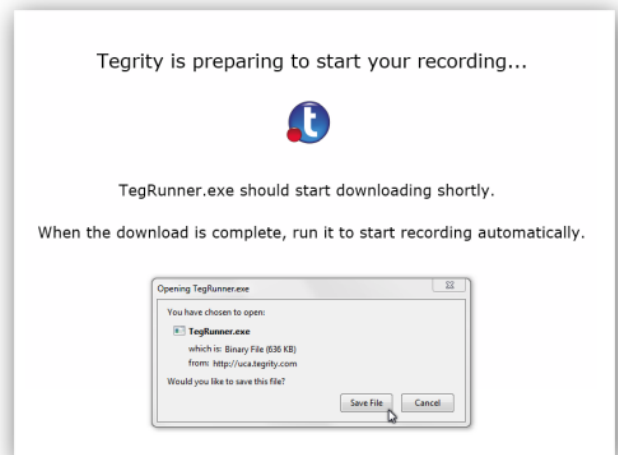 Tegrity is preparing to start your recording...
t
TegRunner.exe should start downloading shortly.
When the download is complete, run it to start recording automatically.
Opening TegRunner.exe
You have chosen to open:
TegRunner.exe
which is: Binary File (636 KB)
from: http://uca.tegrity.com
Would you like to save this file?
Save File Cancel